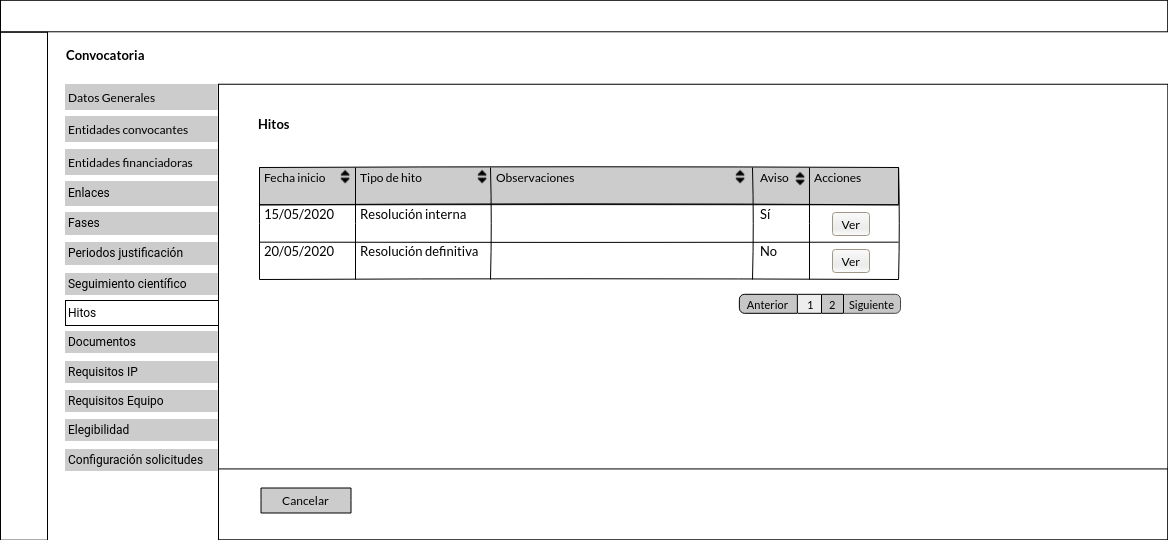 Convocatoria
Datos Generales
Entidades convocantes
Entidades financiadoras
Enlaces
Fases
Periodos justificación
Seguimiento científico
Hitos
Documentos
Requisitos IP
Requisitos Equipo
Elegibilidad
Configuración solicitudes
Hitos
Fecha inicio Tipo de hito Observaciones Aviso Acciones
15/05/2020 Resolución interna Sí Ver
20/05/2020 Resolución definitiva No Ver
Anterior 1 2 Siguiente
Cancelar